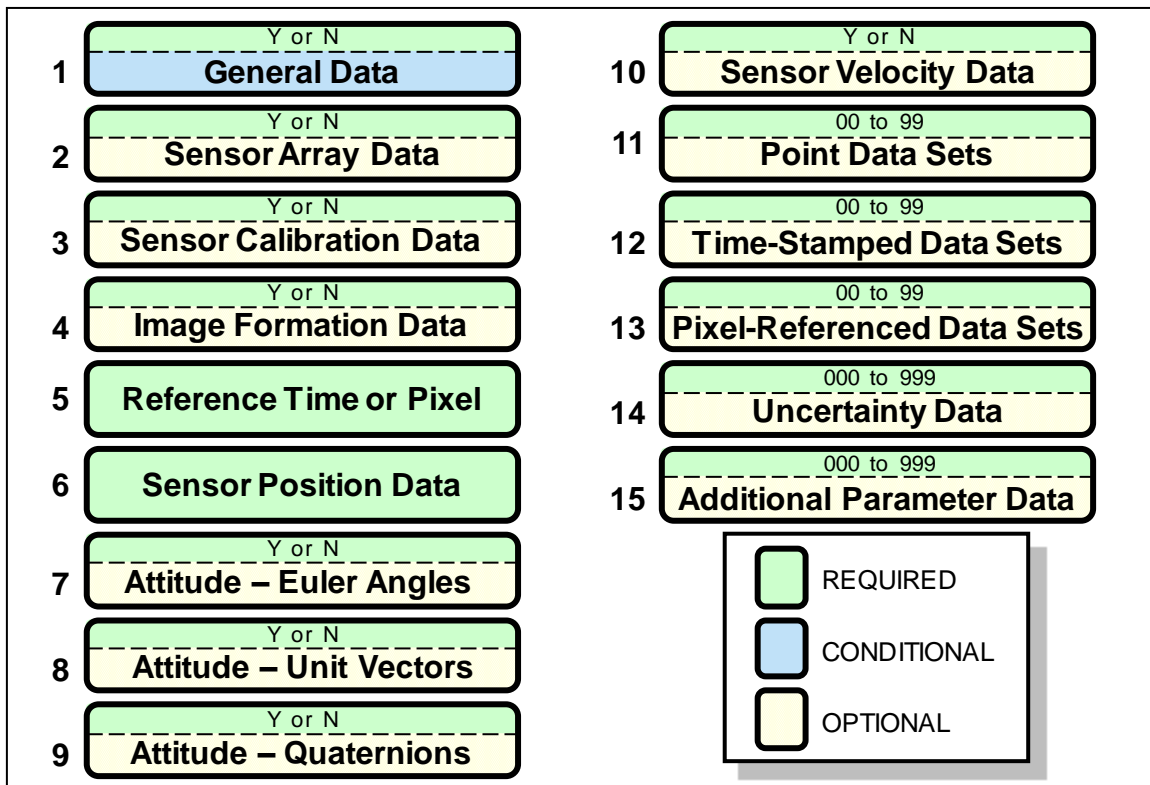 1
Y or N
General Data
2
Y or N
Sensor Array Data
3
Y or N
Sensor Calibration Data
4
Y or N
Image Formation Data
5
Reference Time or Pixel
6
Sensor Position Data
7
Y or N
Attitude – Euler Angles
8
Y or N
Attitude – Unit Vectors
9
Y or N
Attitude – Quaternions
10
Y or N
Sensor Velocity Data
11
00 to 99
Point Data Sets
12
00 to 99
Time-Stamped Data Sets
13
00 to 99
Pixel-Referenced Data Sets
14
000 to 999
Uncertainty Data
15
000 to 999
Additional Parameter Data
REQUIRED
CONDITIONAL
OPTIONAL